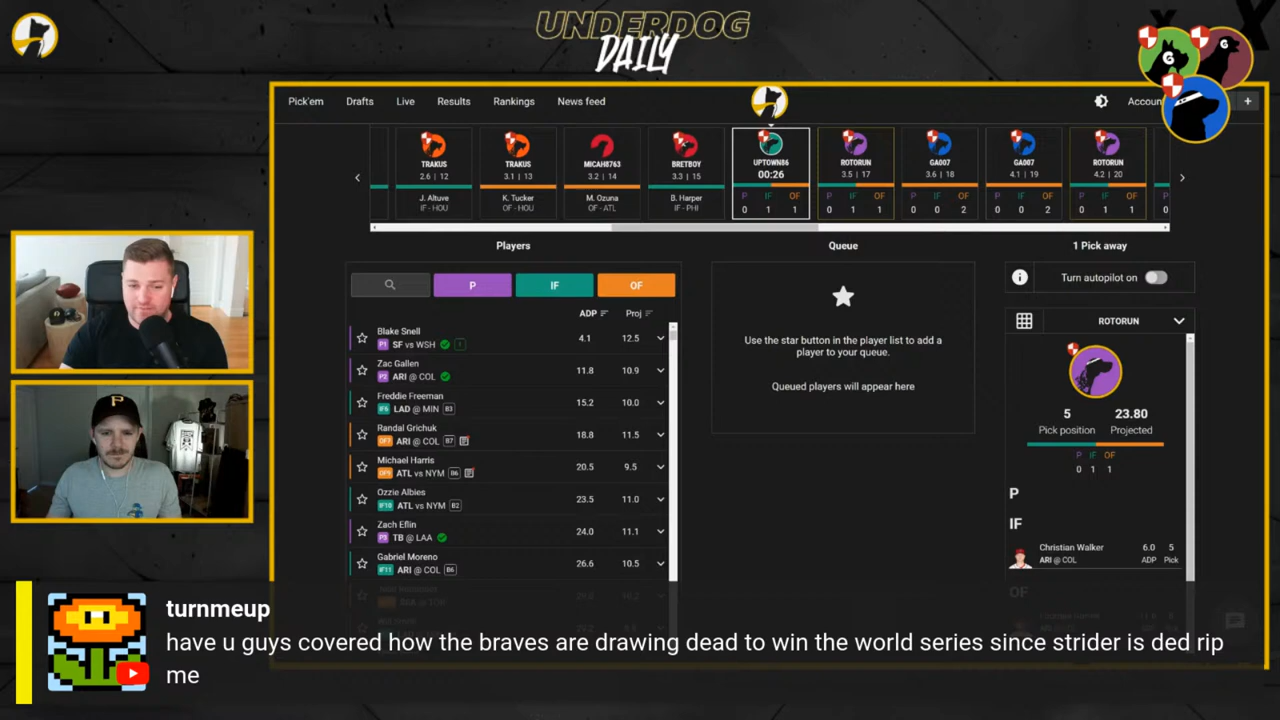 UNDERDOG
DAILY
Pick'em Drafts Live Results Rankings News feed
Accoun
+
TRAKUS
2.6 | 12
J. Altuve
IF - HOU
TRAKUS
3.1 | 13
K. Tucker
OF - HOU
MICAH8763
3.2 | 14
M. Ozuna
OF - ATL
BRETBOY
3.3 | 15
B. Harper
IF - PHI
UPTOWN86
00:26
P IF OF
0 1 1
ROTORUN
3.5 | 17
P IF OF
0 1 1
GA007
3.6 | 18
P IF OF
0 0 2
GA007
4.1 | 19
P IF OF
0 0 2
ROTORUN
4.2 | 20
P IF OF
0 1 1
P
0
Players
P
IF
OF
ADP Proj
Blake Snell
P1 SF vs WSH
4.1 12.5
Zac Gallen
P2 ARI @ COL
11.8 10.9
Freddie Freeman
IF6 LAD @ MIN B3
15.2 10.0
Randal Grichuk
OF7 ARI @ COL B7
18.8 11.5
Michael Harris
OF9 ATL vs NYM B6
20.5 9.5
Ozzie Albies
IF10 ATL vs NYM B2
23.5 11.0
Zach Eflin
P3 TB @ LAA
24.0 11.1
Gabriel Moreno
IF11 ARI @ COL B6
26.6 10.5
Queue
Use the star button in the player list to add a
player to your queue.
Queued players will appear here
1 Pick away
Turn autopilot on
ROTORUN
5 23.80
Pick position Projected
P IF OF
0 1 1
P
IF
Christian Walker
ARI @ COL
6.0 5
ADP Pick
OF
turnmeup
have u guys covered how the braves are drawing dead to win the world series since strider is ded rip
me